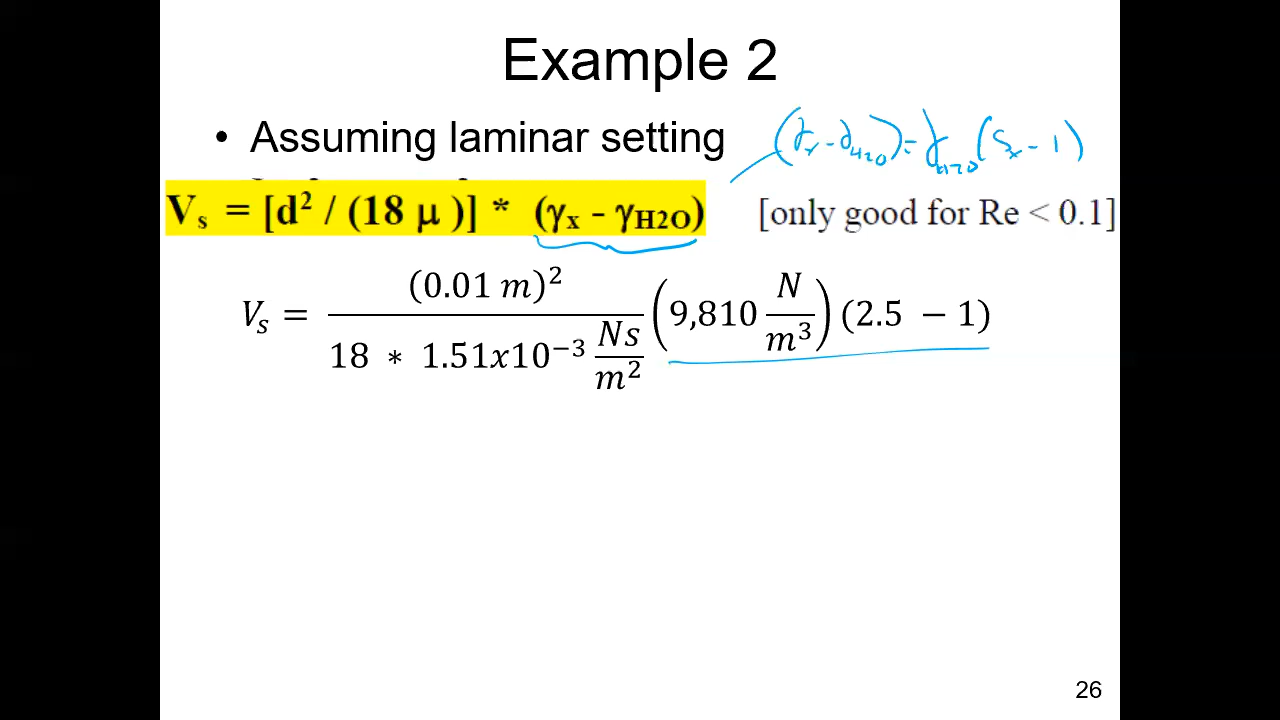 Example 2
• Assuming laminar setting
(γx - γH2O) = γH2O (Sx - 1)
Vs = [d² / (18 μ )] * (γx - γH2O) [only good for Re < 0.1]
Vs = (0.01 m)² / (18 * 1.51x10⁻³ Ns/m²) (9,810 N/m³) (2.5 − 1)
26